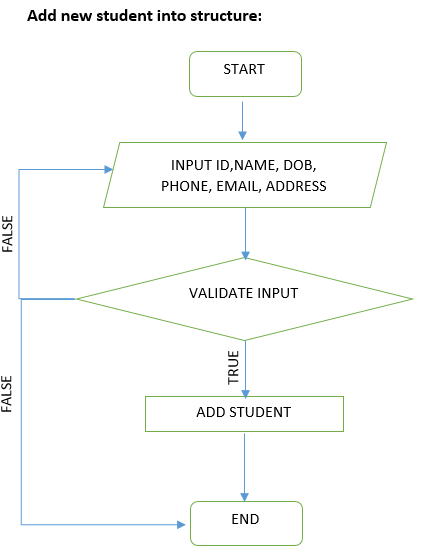 Add new student into structure:
START
INPUT ID,NAME, DOB,
PHONE, EMAIL, ADDRESS
FALSE
VALIDATE INPUT
TRUE
FALSE
ADD STUDENT
END